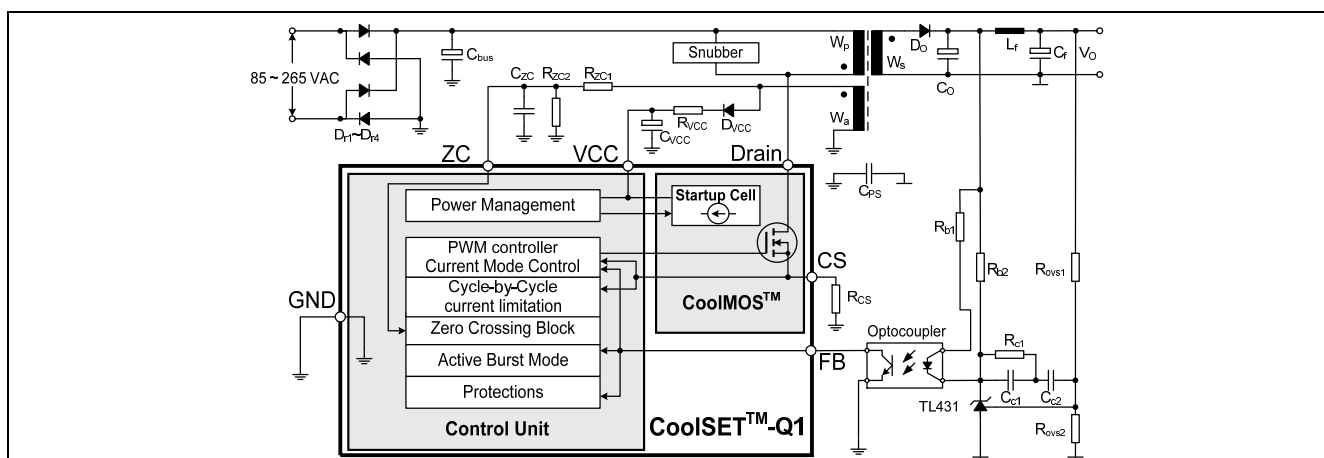 Snubber
Wp
Ws
DO
Lf
Cf
VO
CO
Cbus
85 ~ 265 VAC
CZC
RZC2
RZC1
RVCC
DVCC
CVCC
Wa
Dr1~Dr4
ZC
VCC
Drain
CPS
Power Management
Startup Cell
PWM controller
Current Mode Control
Cycle-by-Cycle
current limitation
Zero Crossing Block
Active Burst Mode
Protections
Control Unit
CoolMOS™
CoolSET™-Q1
GND
CS
RCS
FB
Optocoupler
Rb1
Rb2
Rovs1
Rc1
Cc1
Cc2
TL431
Rovs2